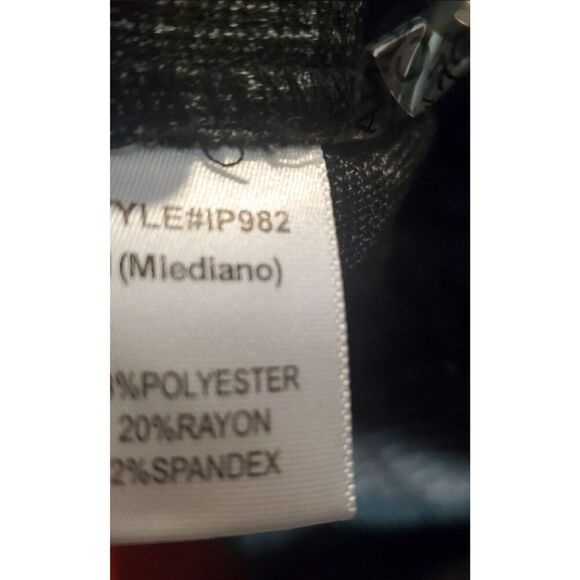 YLE#IP982
(Miediano)
%POLYESTER
20%RAYON
2%SPANDEX